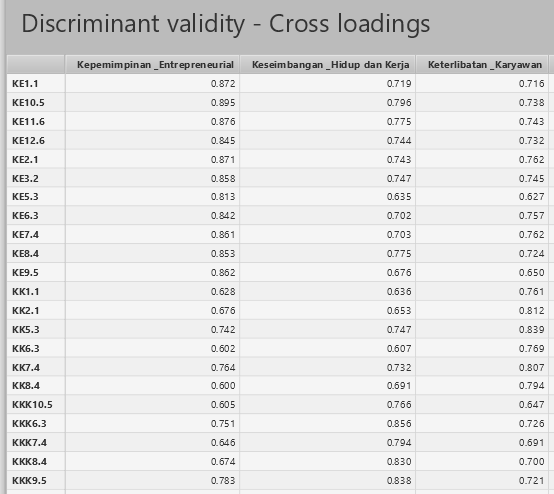 Discriminant validity - Cross loadings
Kepemimpinan _Entrepreneurial Keseimbangan _Hidup dan Kerja Keterlibatan _Karyawan
KE1.1 0.872 0.719 0.716
KE10.5 0.895 0.796 0.738
KE11.6 0.876 0.775 0.743
KE12.6 0.845 0.744 0.732
KE2.1 0.871 0.743 0.762
KE3.2 0.858 0.747 0.745
KE5.3 0.813 0.635 0.627
KE6.3 0.842 0.702 0.757
KE7.4 0.861 0.703 0.762
KE8.4 0.853 0.775 0.724
KE9.5 0.862 0.676 0.650
KK1.1 0.628 0.636 0.761
KK2.1 0.676 0.653 0.812
KK5.3 0.742 0.747 0.839
KK6.3 0.602 0.607 0.769
KK7.4 0.764 0.732 0.807
KK8.4 0.600 0.691 0.794
KKK10.5 0.605 0.766 0.647
KKK6.3 0.751 0.856 0.726
KKK7.4 0.646 0.794 0.691
KKK8.4 0.674 0.830 0.700
KKK9.5 0.783 0.838 0.721